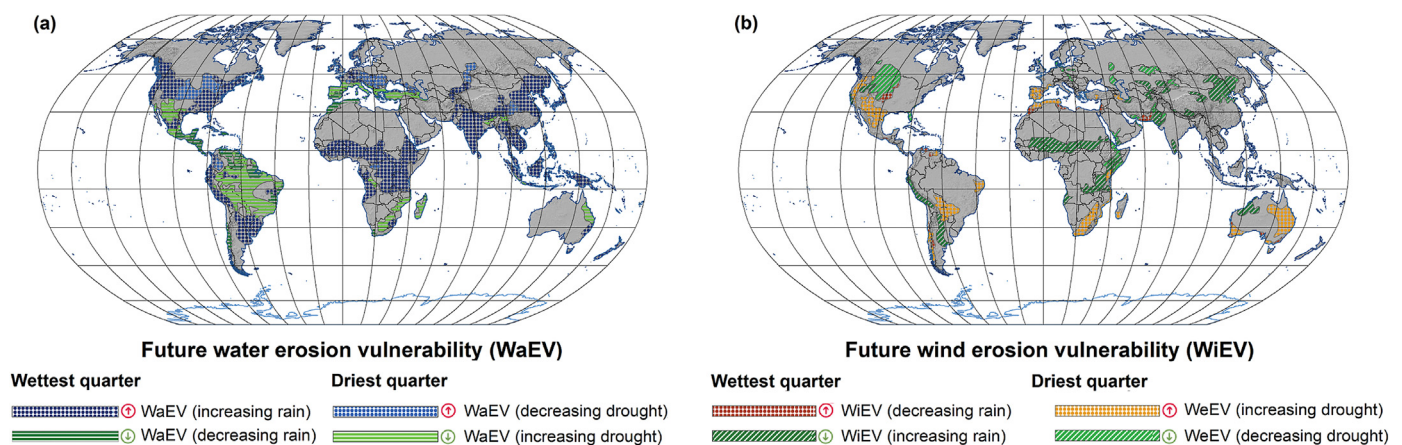 (a)
(b)
Future water erosion vulnerability (WaEV)
Wettest quarter
Driest quarter
WaEV (increasing rain)
WaEV (decreasing drought)
WaEV (decreasing rain)
WaEV (increasing drought)
Future wind erosion vulnerability (WiEV)
Wettest quarter
Driest quarter
WiEV (decreasing rain)
WeEV (increasing drought)
WiEV (increasing rain)
WeEV (decreasing drought)